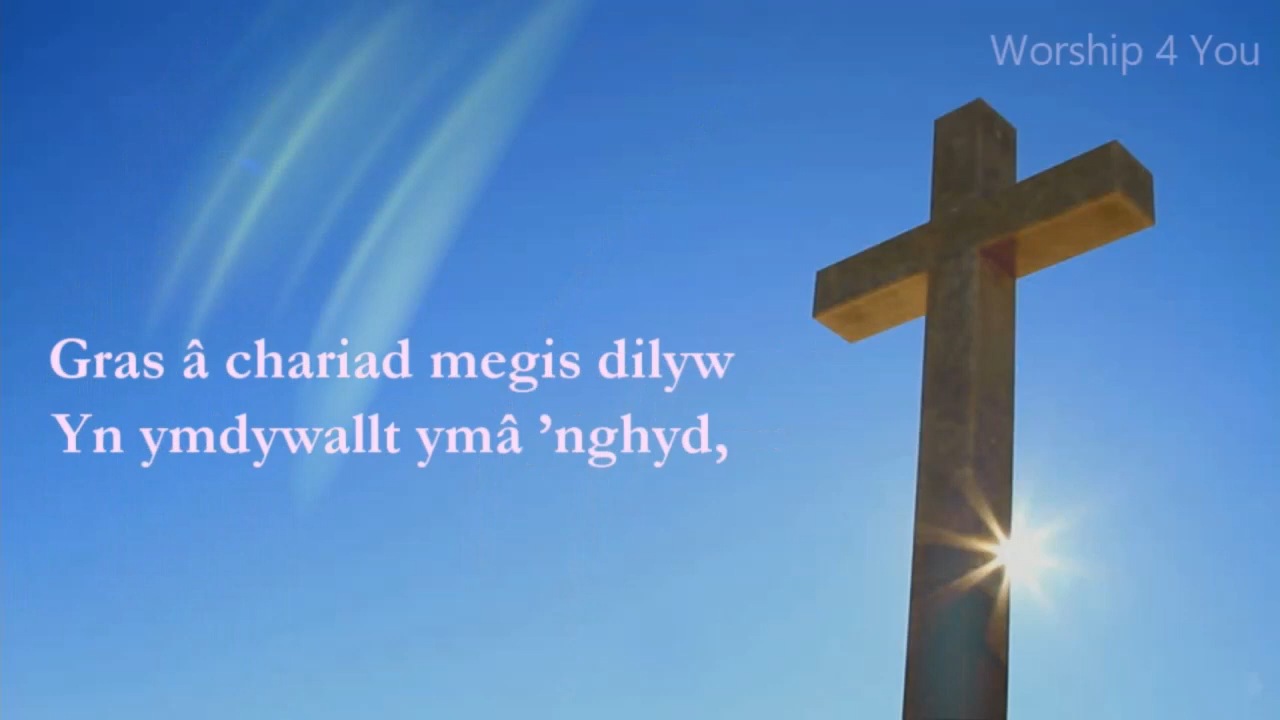 Worship 4 You
Gras â chariad megis dilyw
Yn ymdywallt ymâ ’nghyd,